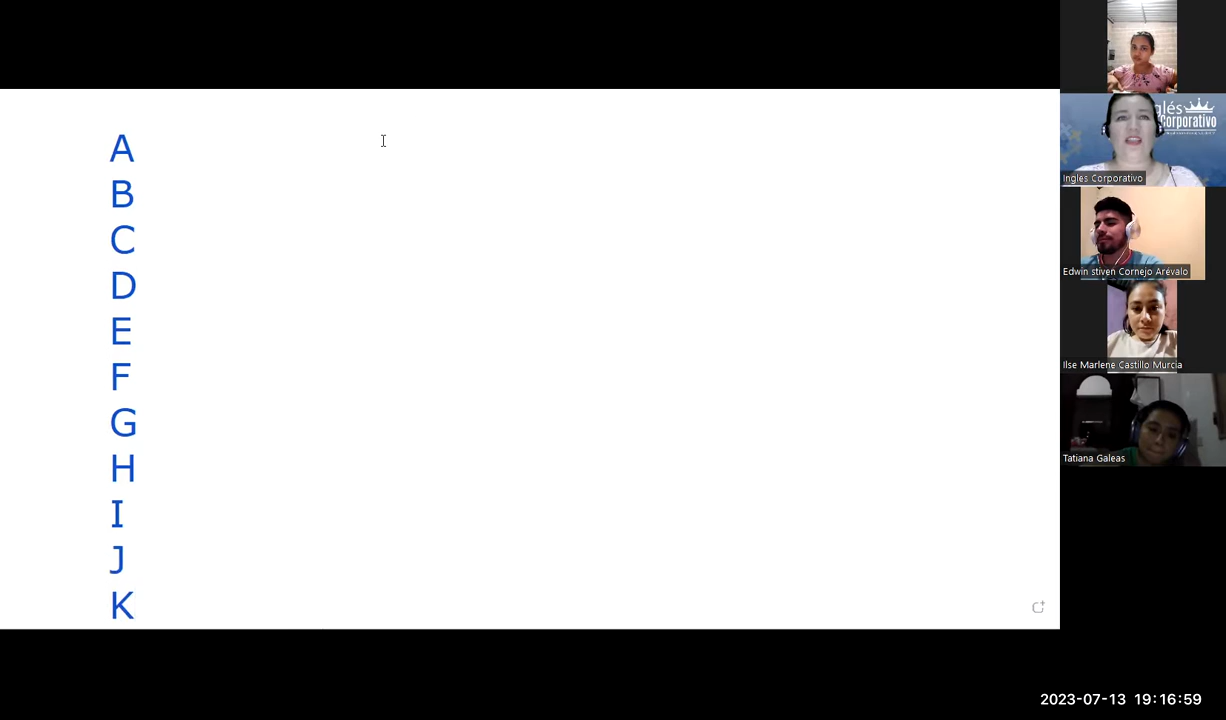 A
B
C
D
E
F
G
H
I
J
K
glés
Corporativo
Ingles Corporativo
Edwin stiven Cornejo Arévalo
Ilse Marlene Castillo Murcia
Tatiana Galeas
2023-07-13 19:16:59